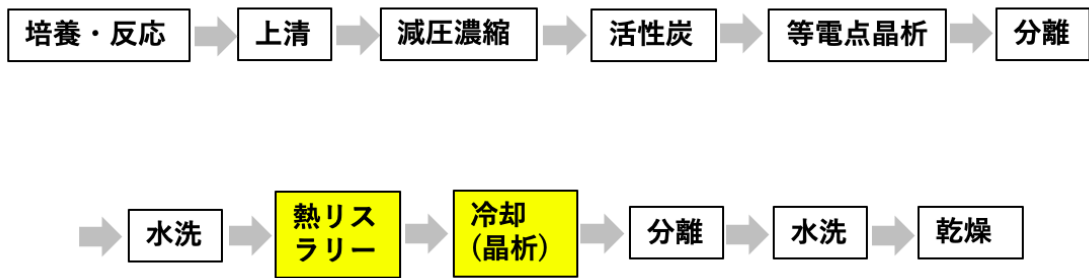 培養・反応
上清
減圧濃縮
活性炭
等電点晶析
分離
水洗
熱リス
ラリー
冷却
(晶析)
分離
水洗
乾燥